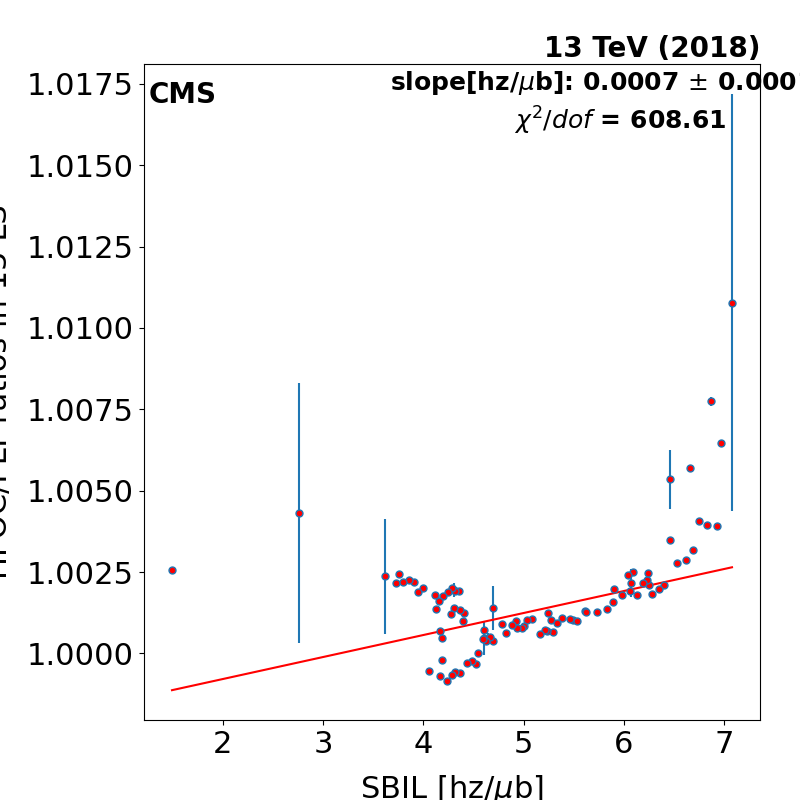 13 TeV (2018)
CMS
slope[hz/μb]: 0.0007 ± 0.000
χ²/dof = 608.61
1.0175
1.0150
1.0125
1.0100
1.0075
1.0050
1.0025
1.0000
2 3 4 5 6 7
SBIL [hz/μb]